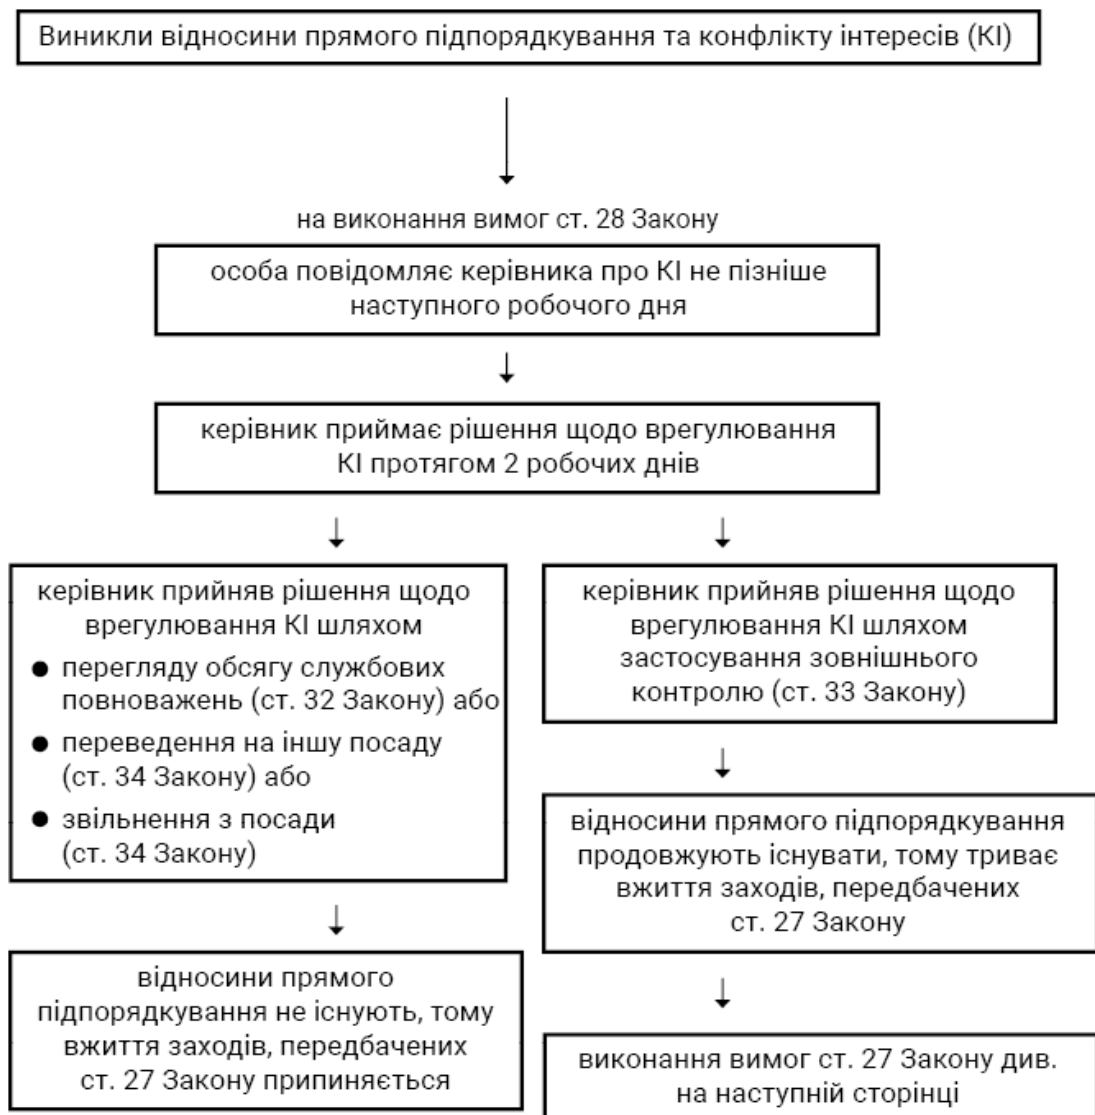 Виникли відносини прямого підпорядкування та конфлікту інтересів (КІ)
на виконання вимог ст. 28 Закону
особа повідомляє керівника про КІ не пізніше
наступного робочого дня
керівник приймає рішення щодо врегулювання
КІ протягом 2 робочих днів
керівник прийняв рішення щодо
врегулювання КІ шляхом
● перегляду обсягу службових
повноважень (ст. 32 Закону) або
● переведення на іншу посаду
(ст. 34 Закону) або
● звільнення з посади
(ст. 34 Закону)
відносини прямого
підпорядкування не існують, тому
вжиття заходів, передбачених
ст. 27 Закону припиняється
керівник прийняв рішення щодо
врегулювання КІ шляхом
застосування зовнішнього
контролю (ст. 33 Закону)
відносини прямого підпорядкування
продовжують існувати, тому триває
вжиття заходів, передбачених
ст. 27 Закону
виконання вимог ст. 27 Закону див.
на наступній сторінці